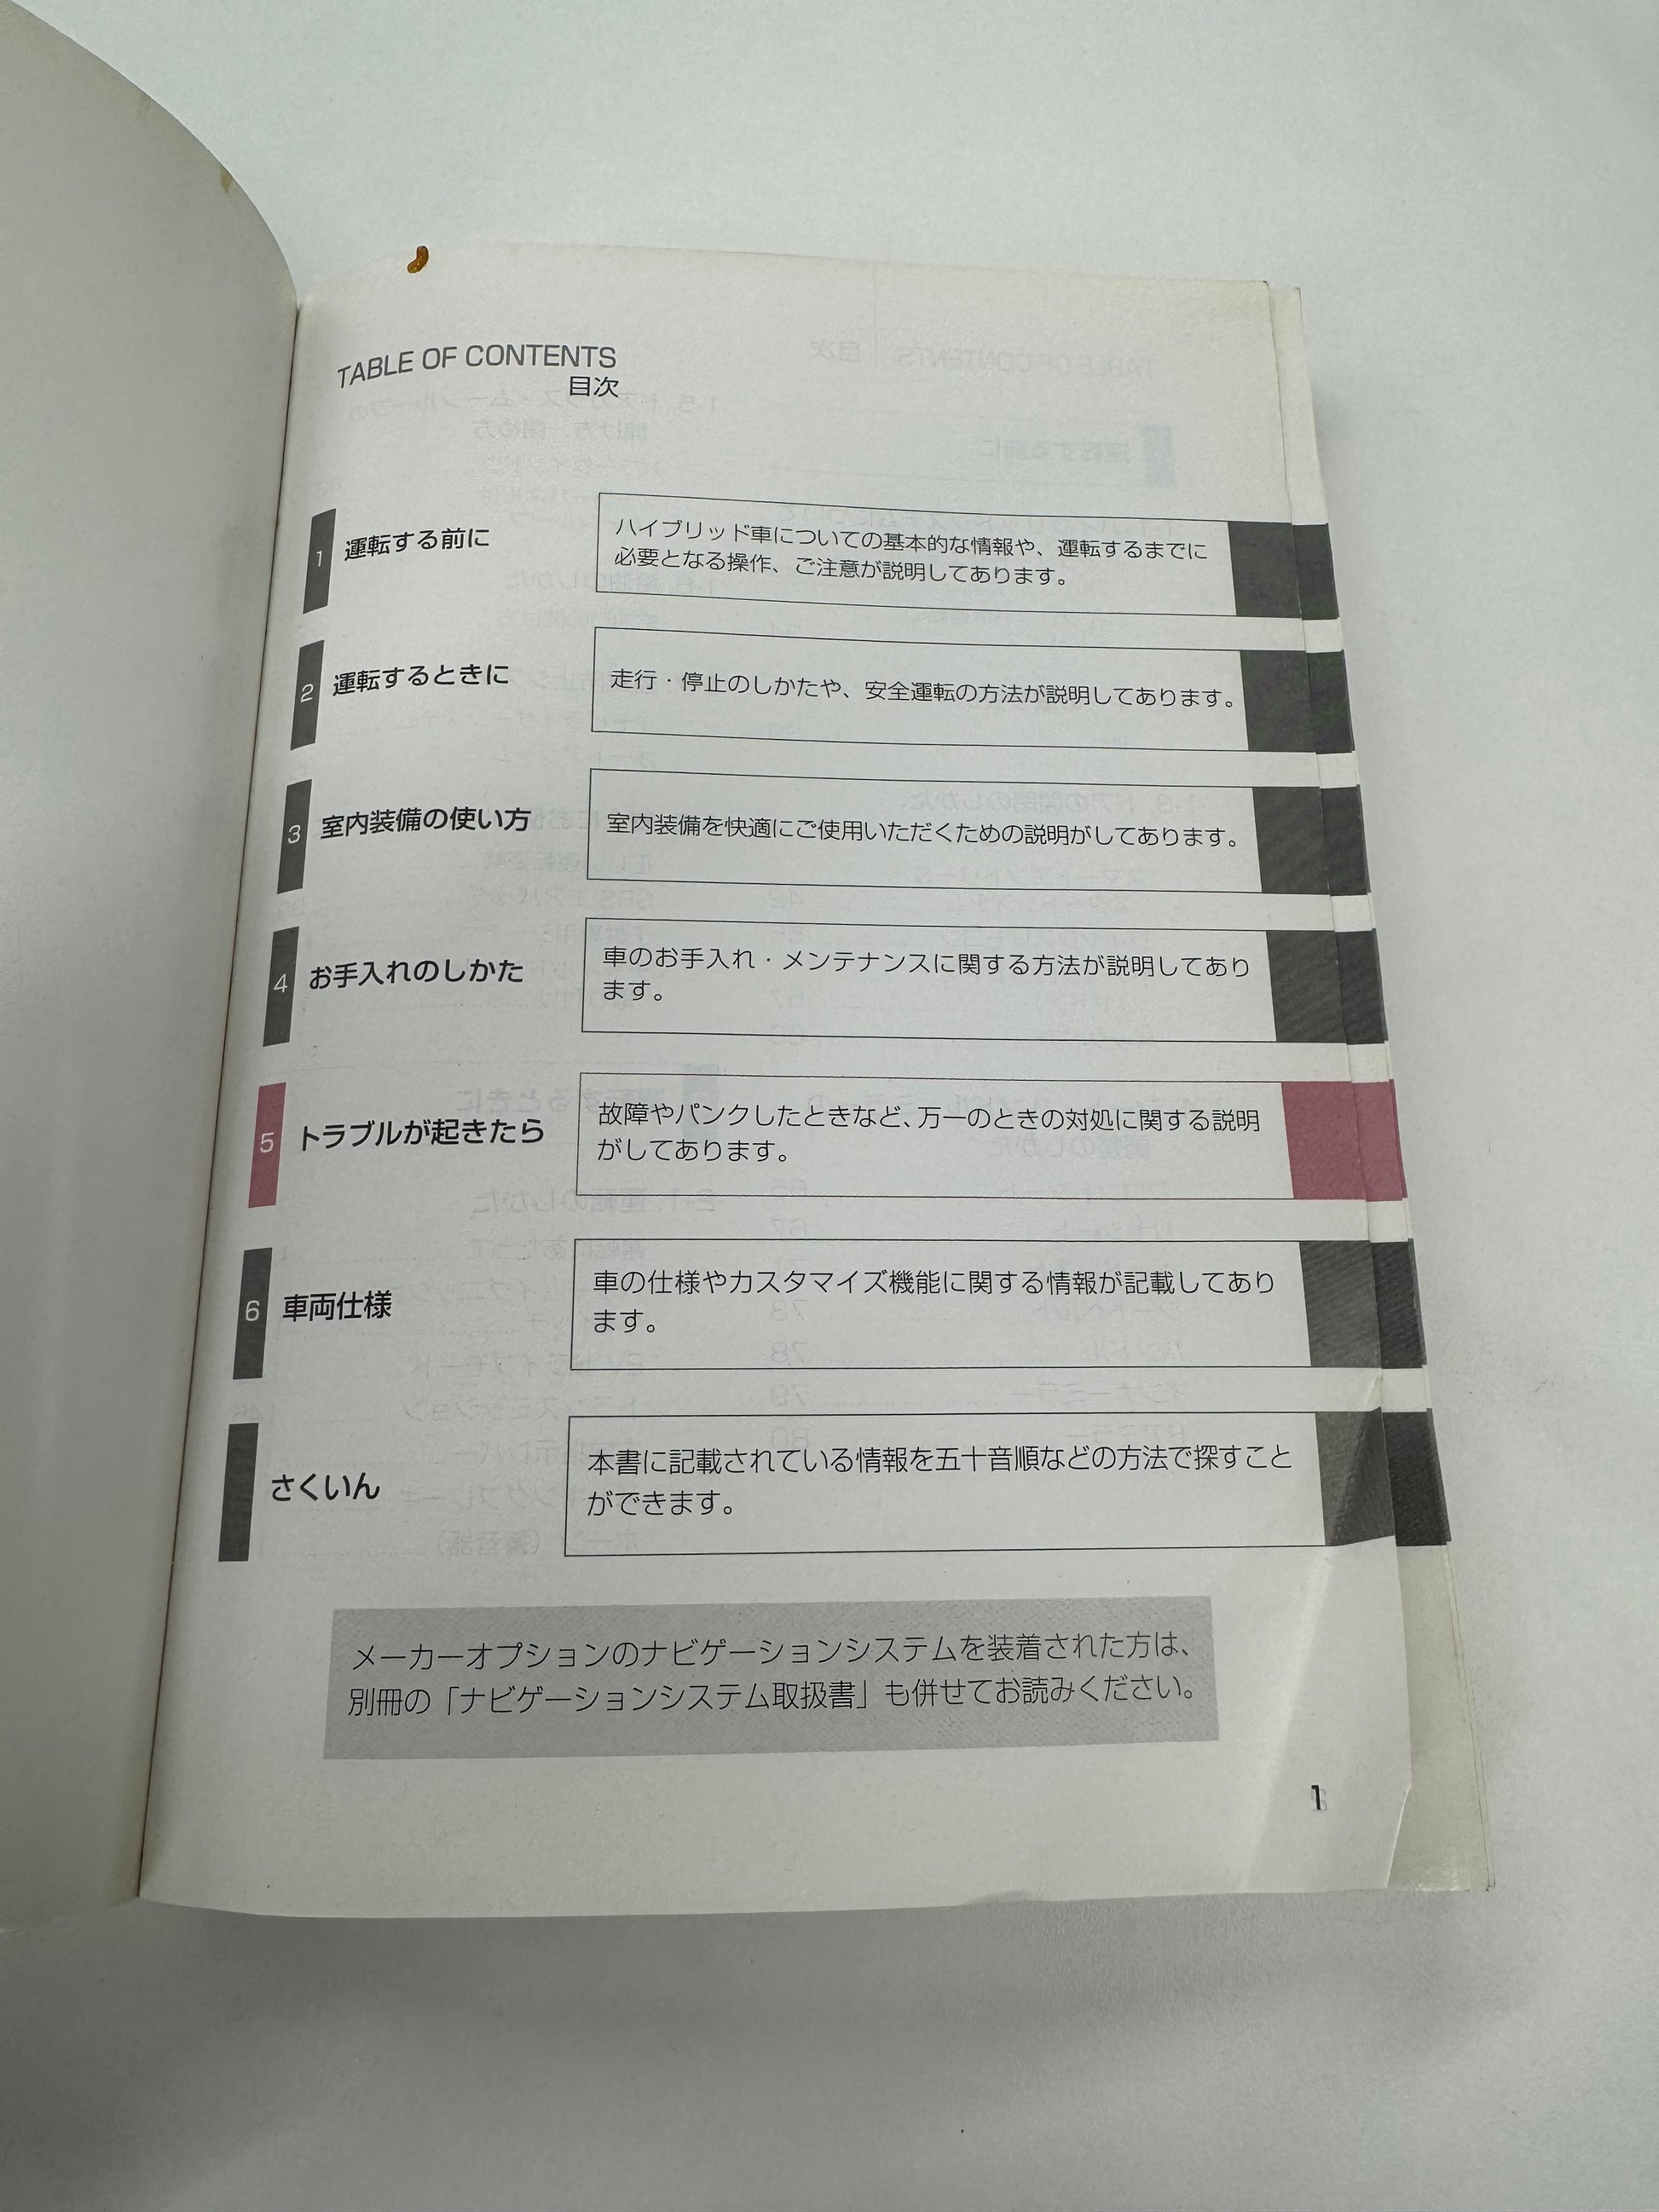 TABLE OF CONTENTS
目次
1 運転する前に
ハイブリッド車についての基本的な情報や、運転するまでに
必要となる操作、ご注意が説明してあります。
2 運転するときに
走行・停止のしかたや、安全運転の方法が説明してあります。
3 室内装備の使い方
室内装備を快適にご使用いただくための説明がしてあります。
4 お手入れのしかた
車のお手入れ・メンテナンスに関する方法が説明してあり
ます。
5 トラブルが起きたら
故障やパンクしたときなど、万一のときの対処に関する説明
がしてあります。
6 車両仕様
車の仕様やカスタマイズ機能に関する情報が記載してあり
ます。
さくいん
本書に記載されている情報を五十音順などの方法で探すこと
ができます。
メーカーオプションのナビゲーションシステムを装着された方は、
別冊の「ナビゲーションシステム取扱書」も併せてお読みください。
1